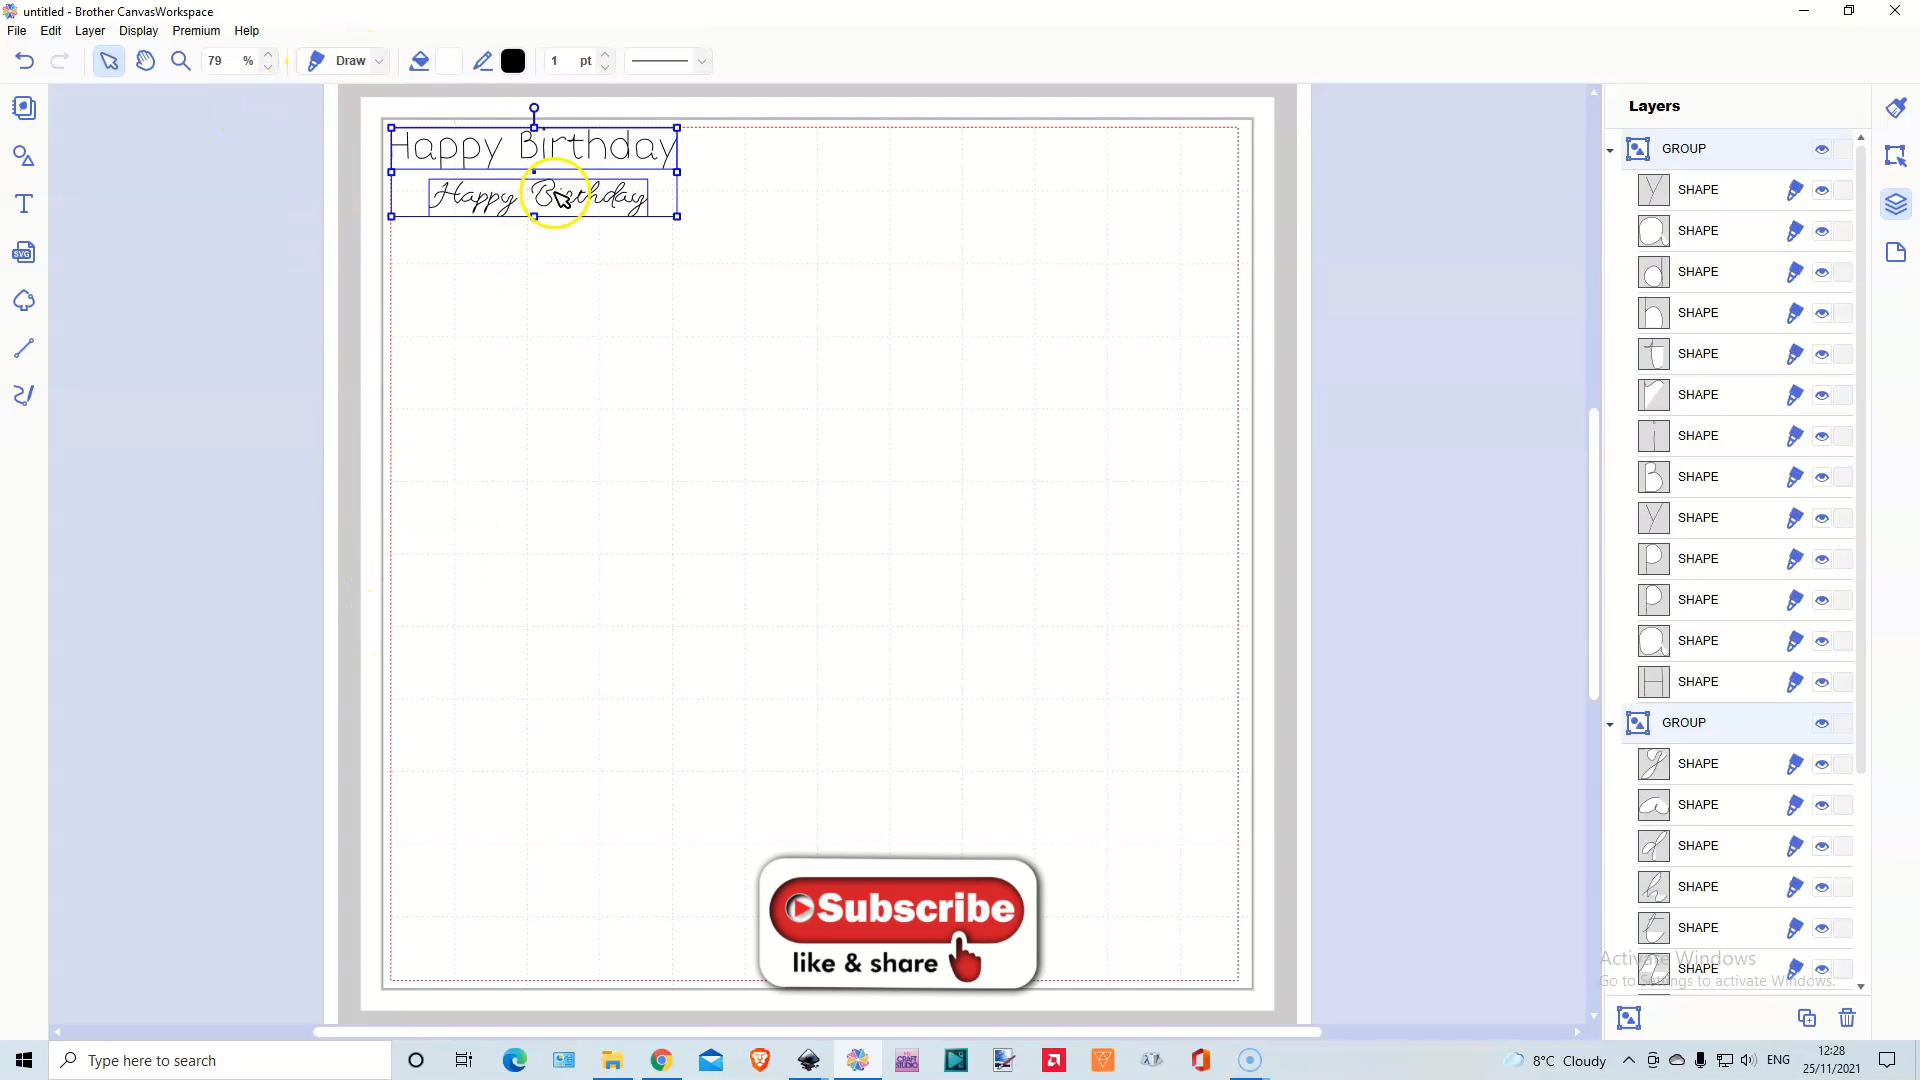 untitled - Brother CanvasWorkspace
File Edit Layer Display Premium Help
79 % Draw 1 pt
Layers
Happy Birthday
Happy Birthday
GROUP
SHAPE
SHAPE
SHAPE
SHAPE
SHAPE
SHAPE
SHAPE
SHAPE
SHAPE
SHAPE
SHAPE
SHAPE
SHAPE
GROUP
SHAPE
SHAPE
SHAPE
SHAPE
SHAPE
SHAPE
SVG
Subscribe
like & share
Activate Windows
Go to Settings to activate Windows.
Type here to search
8°C Cloudy
ENG
12:28
25/11/2021